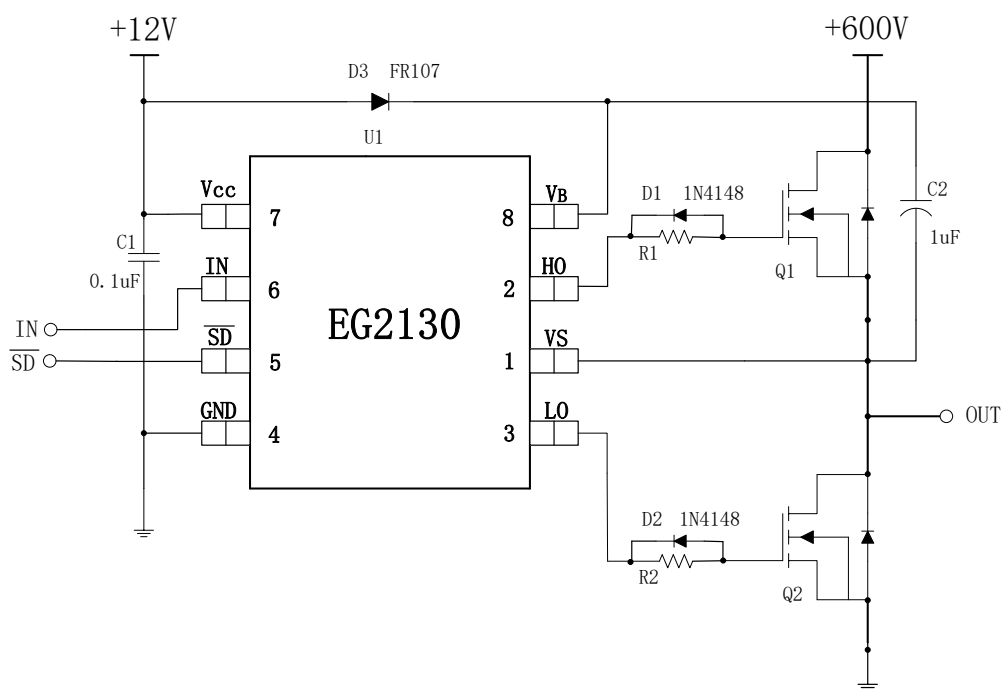 +12V
+600V
D3 FR107
U1
Vcc
7
VB
8
D1 1N4148
C2
1uF
R1
Q1
C1
0.1uF
IN
6
HO
2
EG2130
IN
SD
SD
5
VS
1
GND
4
LO
3
OUT
D2 1N4148
R2
Q2